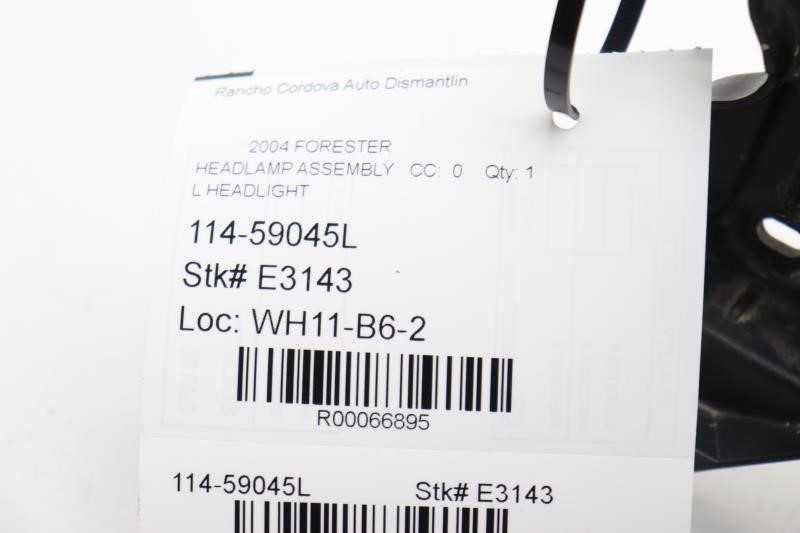 Rancho Cordova Auto Dismantlin
2004 FORESTER
HEADLAMP ASSEMBLY CC: 0 Qty: 1
L HEADLIGHT
114-59045L
Stk# E3143
Loc: WH11-B6-2
R00066895
114-59045L Stk# E3143